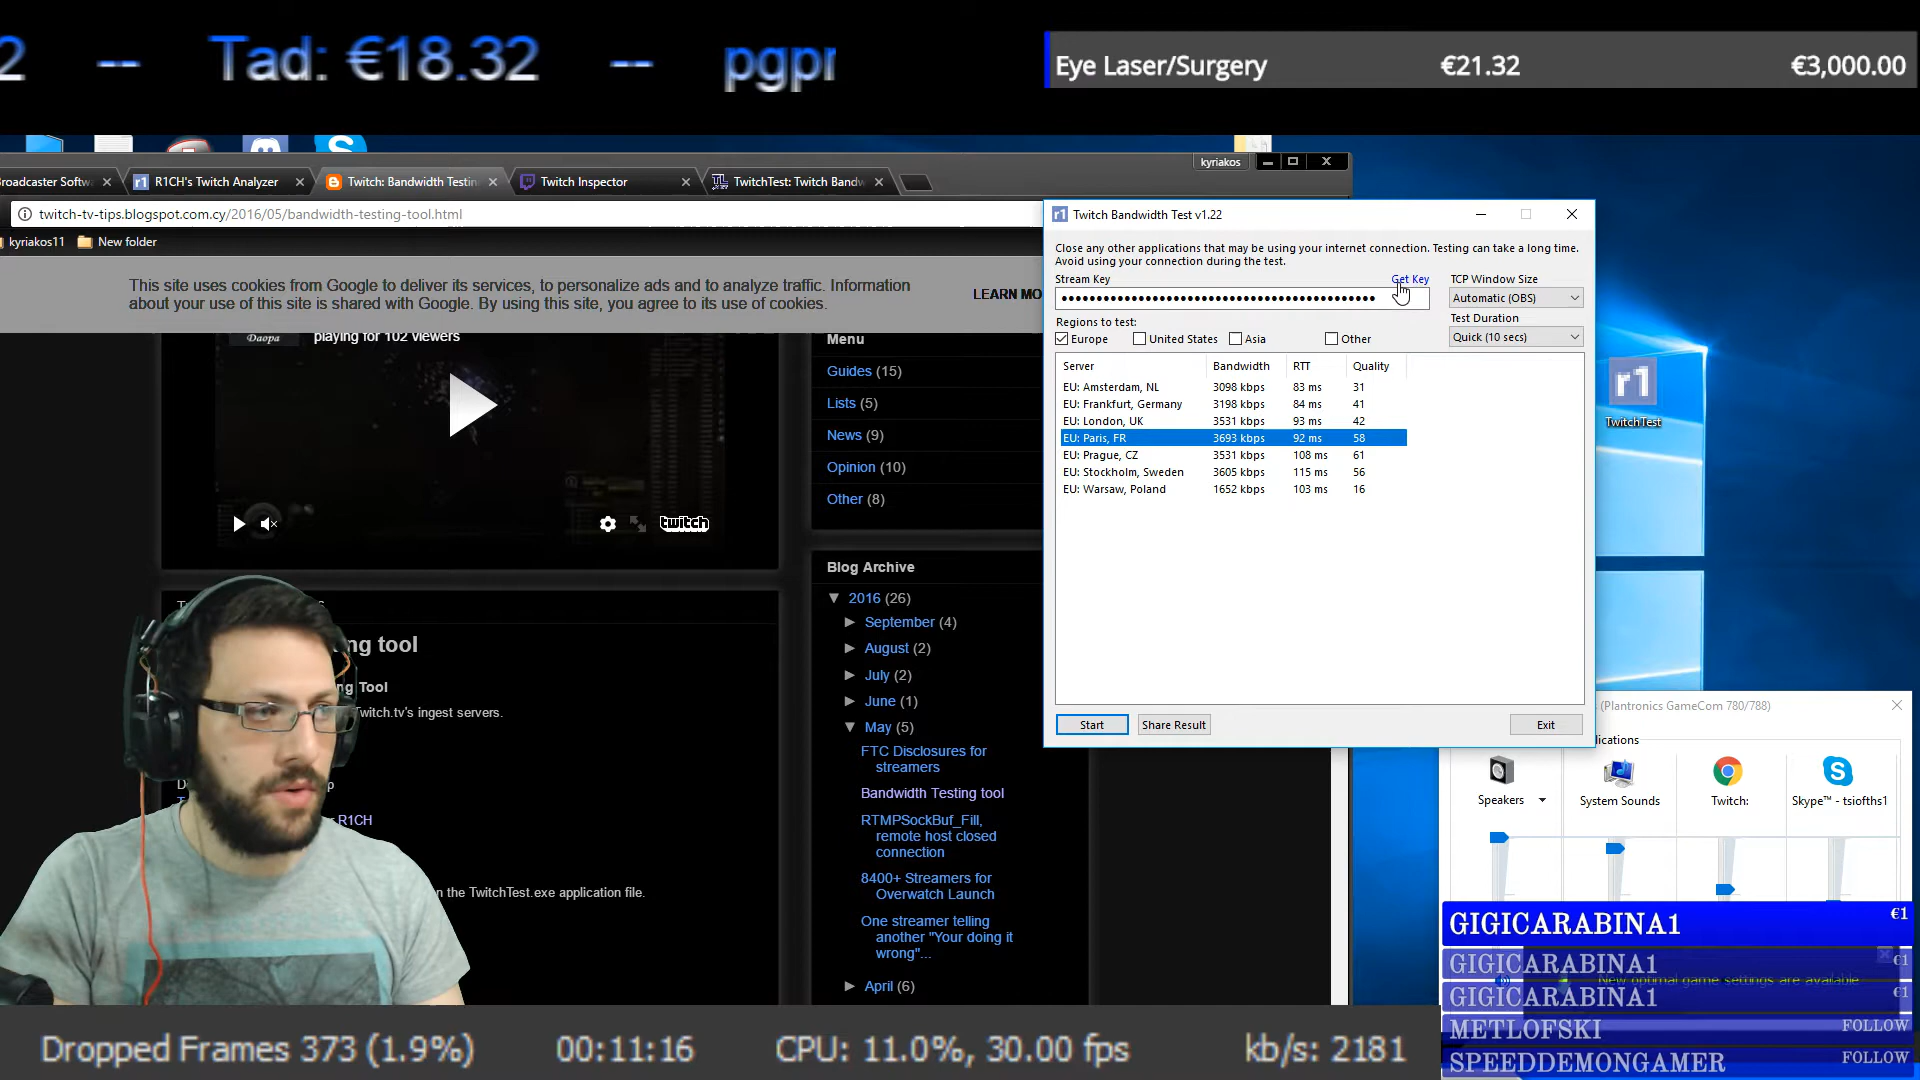 2 -- Tad: €18.32 -- pgpr
Eye Laser/Surgery €21.32 €3,000.00
kyriakos
Broadcaster Softw
R1CH's Twitch Analyzer
Twitch: Bandwidth Testin
Twitch Inspector
TwitchTest: Twitch Bandw
twitch-tv-tips.blogspot.com.cy/2016/05/bandwidth-testing-tool.html
kyriakos11 New folder
This site uses cookies from Google to deliver its services, to personalize ads and to analyze traffic. Information
about your use of this site is shared with Google. By using this site, you agree to its use of cookies.
LEARN MO
Daopa playing for 102 viewers
twitch
ng tool
ng Tool
Twitch.tv's ingest servers.
R1CH
n the TwitchTest.exe application file.
Menu
Guides (15)
Lists (5)
News (9)
Opinion (10)
Other (8)
Blog Archive
▼ 2016 (26)
► September (4)
► August (2)
► July (2)
► June (1)
▼ May (5)
FTC Disclosures for
streamers
Bandwidth Testing tool
RTMPSockBuf_Fill,
remote host closed
connection
8400+ Streamers for
Overwatch Launch
One streamer telling
another "Your doing it
wrong"...
► April (6)
r1 Twitch Bandwidth Test v1.22
Close any other applications that may be using your internet connection. Testing can take a long time.
Avoid using your connection during the test.
Stream Key Get Key TCP Window Size
•••••••••••••••••••••••••••••••••••••••••••••• Automatic (OBS)
Regions to test: Test Duration
Europe United States Asia Other Quick (10 secs)
Server Bandwidth RTT Quality
EU: Amsterdam, NL 3098 kbps 83 ms 31
EU: Frankfurt, Germany 3198 kbps 84 ms 41
EU: London, UK 3531 kbps 93 ms 42
EU: Paris, FR 3693 kbps 92 ms 58
EU: Prague, CZ 3531 kbps 108 ms 61
EU: Stockholm, Sweden 3605 kbps 115 ms 56
EU: Warsaw, Poland 1652 kbps 103 ms 16
Start Share Result Exit
r1
TwitchTest
(Plantronics GameCom 780/788)
lications
Speakers System Sounds Twitch: Skype™ - tsiofths1
GIGICARABINA1 €1
GIGICARABINA1 €1
New optimal game settings are available
GIGICARABINA1 €1
METLOFSKI FOLLOW
SPEEDDEMONGAMER FOLLOW
Dropped Frames 373 (1.9%) 00:11:16 CPU: 11.0%, 30.00 fps kb/s: 2181